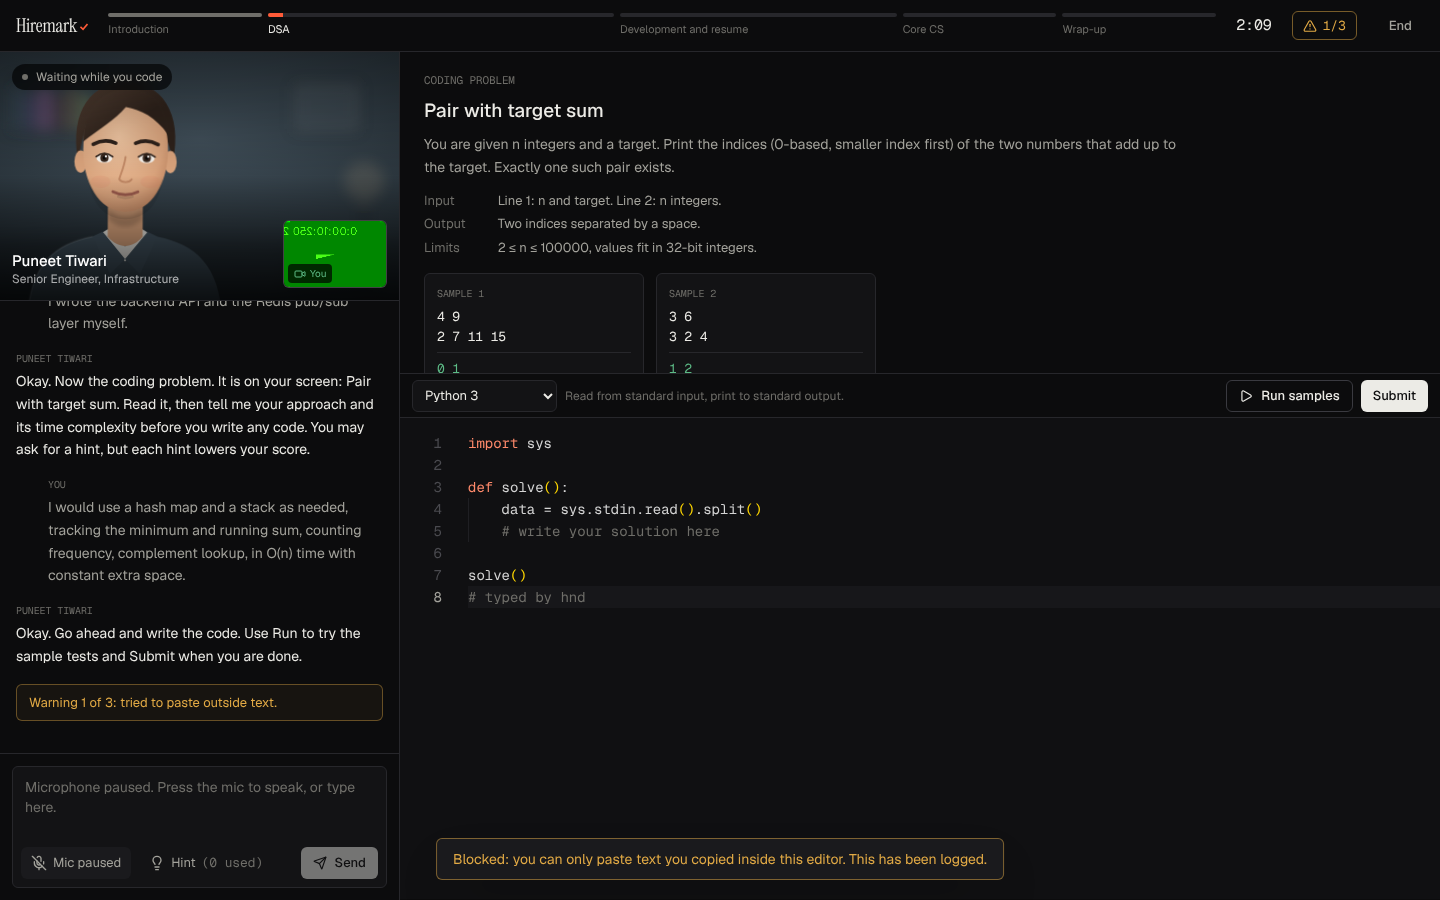 Hiremark
Introduction
DSA
Development and resume
Core CS
Wrap-up
2:09
1/3
End
Waiting while you code
0:00:10:250 2
You
Puneet Tiwari
Senior Engineer, Infrastructure
I wrote the backend API and the Redis pub/sub
layer myself.
PUNEET TIWARI
Okay. Now the coding problem. It is on your screen: Pair
with target sum. Read it, then tell me your approach and
its time complexity before you write any code. You may
ask for a hint, but each hint lowers your score.
YOU
I would use a hash map and a stack as needed,
tracking the minimum and running sum, counting
frequency, complement lookup, in O(n) time with
constant extra space.
PUNEET TIWARI
Okay. Go ahead and write the code. Use Run to try the
sample tests and Submit when you are done.
Warning 1 of 3: tried to paste outside text.
Microphone paused. Press the mic to speak, or type
here.
Mic paused
Hint (0 used)
Send
CODING PROBLEM
Pair with target sum
You are given n integers and a target. Print the indices (0-based, smaller index first) of the two numbers that add up to
the target. Exactly one such pair exists.
Input Line 1: n and target. Line 2: n integers.
Output Two indices separated by a space.
Limits 2 ≤ n ≤ 100000, values fit in 32-bit integers.
SAMPLE 1
4 9
2 7 11 15
0 1
SAMPLE 2
3 6
3 2 4
1 2
Python 3
Read from standard input, print to standard output.
Run samples
Submit
1 import sys
2
3 def solve():
4     data = sys.stdin.read().split()
5     # write your solution here
6
7 solve()
8 # typed by hnd
Blocked: you can only paste text you copied inside this editor. This has been logged.